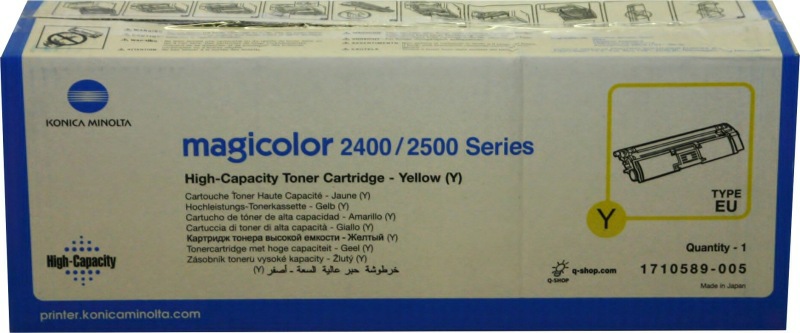 KONICA MINOLTA
magicolor 2400/2500 Series
High-Capacity Toner Cartridge - Yellow (Y)
Cartouche Toner Haute Capacité - Jaune (Y)
Hochleistungs-Tonerkassette - Gelb (Y)
Cartucho de tóner de alta capacidad - Amarillo (Y)
Cartuccia di toner di alta capacità - Giallo (Y)
Картридж тонера высокой емкости - Желтый (Y)
Tonercartridge met hoge capaciteit - Geel (Y)
Zásobník toneru vysoké kapacity - Žlutý (Y)
خرطوشة حبر عالية السعة - أصفر (Y)
High-Capacity
printer.konicaminolta.com
Y
TYPE
EU
Quantity - 1
Q-SHOP
q-shop.com
1710589-005
Made in Japan